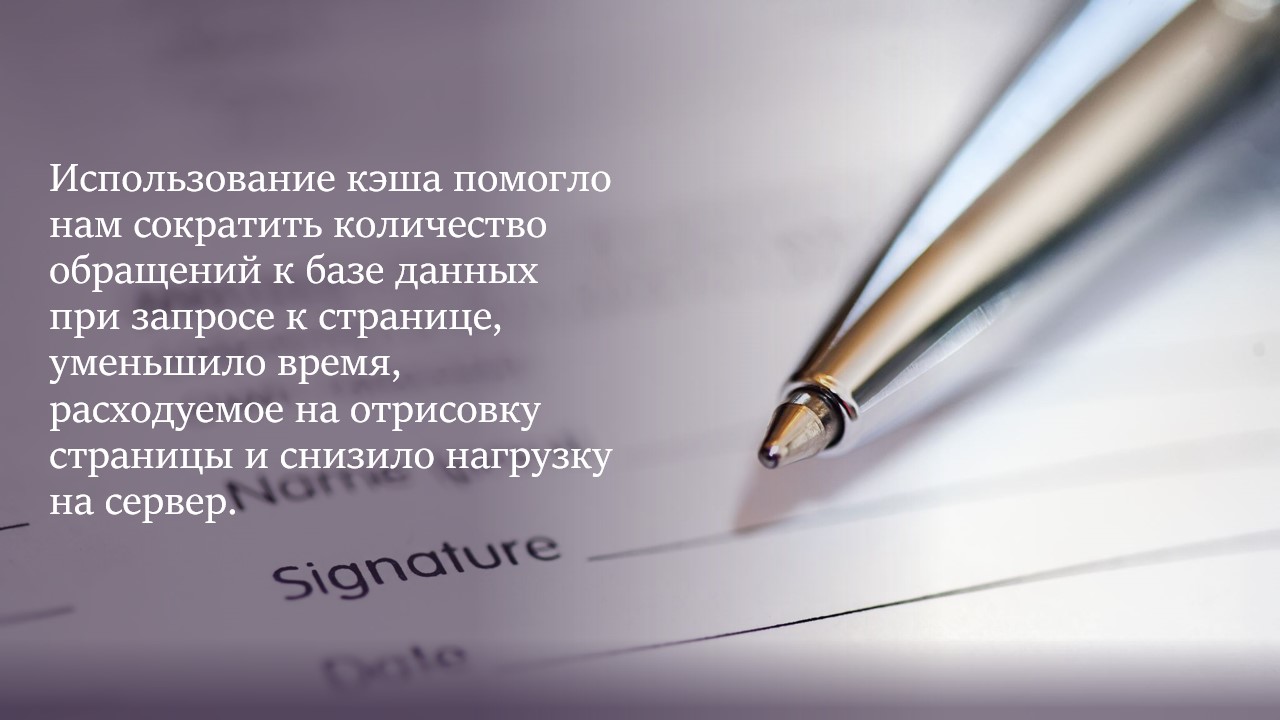 Использование кэша помогло
нам сократить количество
обращений к базе данных
при запросе к странице,
уменьшило время,
расходуемое на отрисовку
страницы и снизило нагрузку
на сервер.
Name
Signature
Date